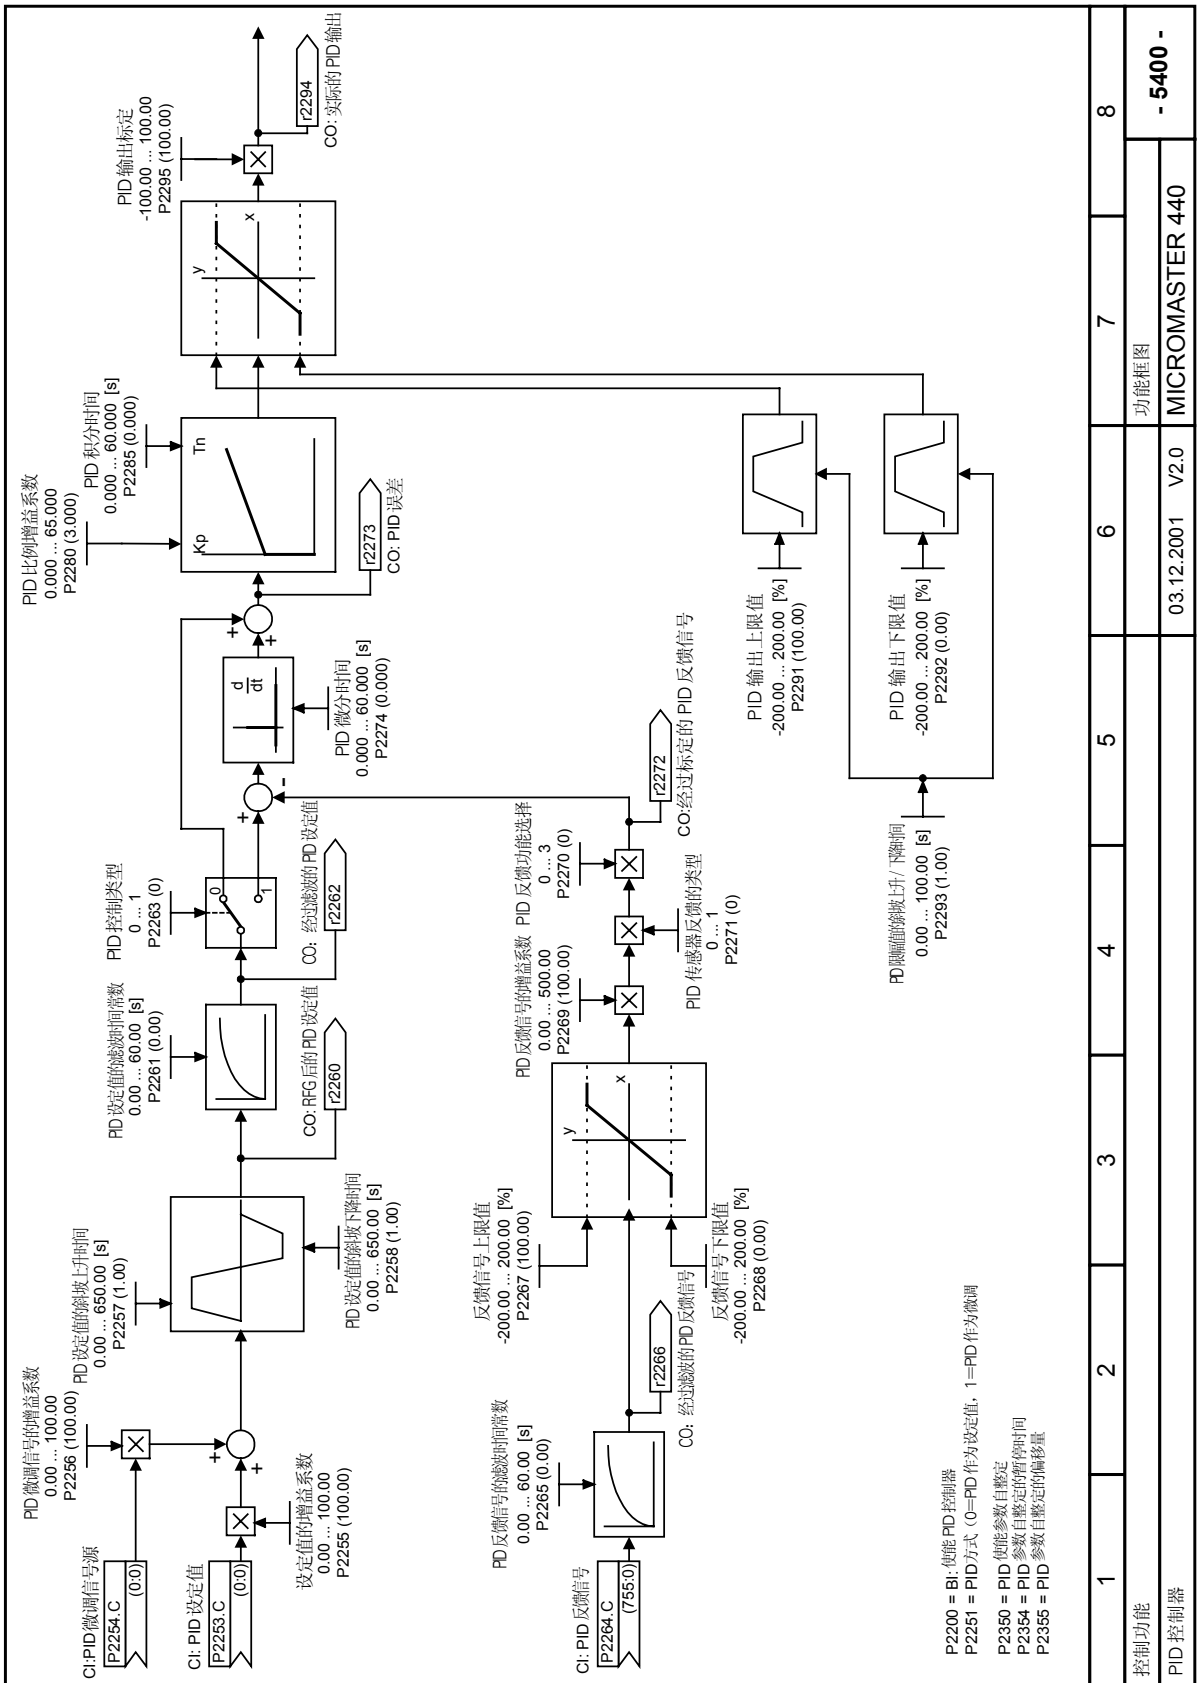 PID 微调信号的增益系数
0.00 ... 100.00
P2256 (100.00)
CI:PID微调信号源
P2254.C
(0:0)
CI: PID 设定值
P2253.C
(0:0)
设定值的增益系数
0.00 ... 100.00
P2255 (100.00)
+
+
PID 设定值的斜坡上升时间
0.00 ... 650.00 [s]
P2257 (1.00)
PID 设定值的斜坡下降时间
0.00 ... 650.00 [s]
P2258 (1.00)
CO: RFG 后的 PID 设定值
r2260
PID 设定值的滤波时间常数
0.00 ... 60.00 [s]
P2261 (0.00)
CO: 经过滤波的 PID 设定值
r2262
PID 控制类型
0 ... 1
P2263 (0)
0
1
+
-
d
dt
PID 微分时间
0.000 ... 60.000 [s]
P2274 (0.000)
+
+
r2273
CO: PID 误差
PID 比例增益系数
0.000 ... 65.000
P2280 (3.000)
PID 积分时间
0.000 ... 60.000 [s]
P2285 (0.000)
Kp
Tn
y
x
PID 输出标定
-100.00 ... 100.00
P2295 (100.00)
r2294
CO: 实际的 PID 输出
CI: PID 反馈信号
P2264.C
(755:0)
PID 反馈信号的滤波时间常数
0.00 ... 60.00 [s]
P2265 (0.00)
CO: 经过滤波的 PID 反馈信号
r2266
反馈信号上限值
-200.00 ... 200.00 [%]
P2267 (100.00)
反馈信号下限值
-200.00 ... 200.00 [%]
P2268 (0.00)
y
x
PID 反馈信号的增益系数
0.00 ... 500.00
P2269 (100.00)
PID 传感器反馈的类型
0 ... 1
P2271 (0)
PID 反馈功能选择
0 ... 3
P2270 (0)
r2272
CO:经过标定的 PID 反馈信号
PID 输出上限值
-200.00 ... 200.00 [%]
P2291 (100.00)
PID 输出下限值
-200.00 ... 200.00 [%]
P2292 (0.00)
PID 限幅值的斜坡上升/下降时间
0.00 ... 100.00 [s]
P2293 (1.00)
P2200 = BI: 使能 PID 控制器
P2251 = PID 方式（0=PID 作为设定值, 1=PID 作为微调
P2350 = PID 使能参数自整定
P2354 = PID 参数自整定的暂停时间
P2355 = PID 参数自整定的偏移量
1
2
3
4
5
6
7
8
控制功能
03.12.2001
V2.0
功能框图
- 5400 -
PID 控制器
MICROMASTER 440